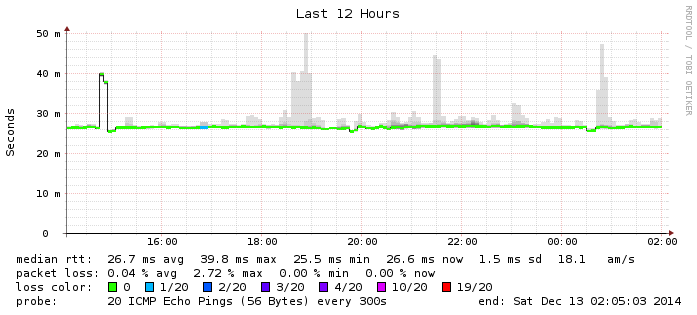 Last 12 Hours
RRDTOOL / TOBI OETIKER
Seconds
50 m
40 m
30 m
20 m
10 m
0
16:00 18:00 20:00 22:00 00:00 02:00
median rtt: 26.7 ms avg 39.8 ms max 25.5 ms min 26.6 ms now 1.5 ms sd 18.1 am/s
packet loss: 0.04 % avg 2.72 % max 0.00 % min 0.00 % now
loss color: 0 1/20 2/20 3/20 4/20 10/20 19/20
probe: 20 ICMP Echo Pings (56 Bytes) every 300s end: Sat Dec 13 02:05:03 2014